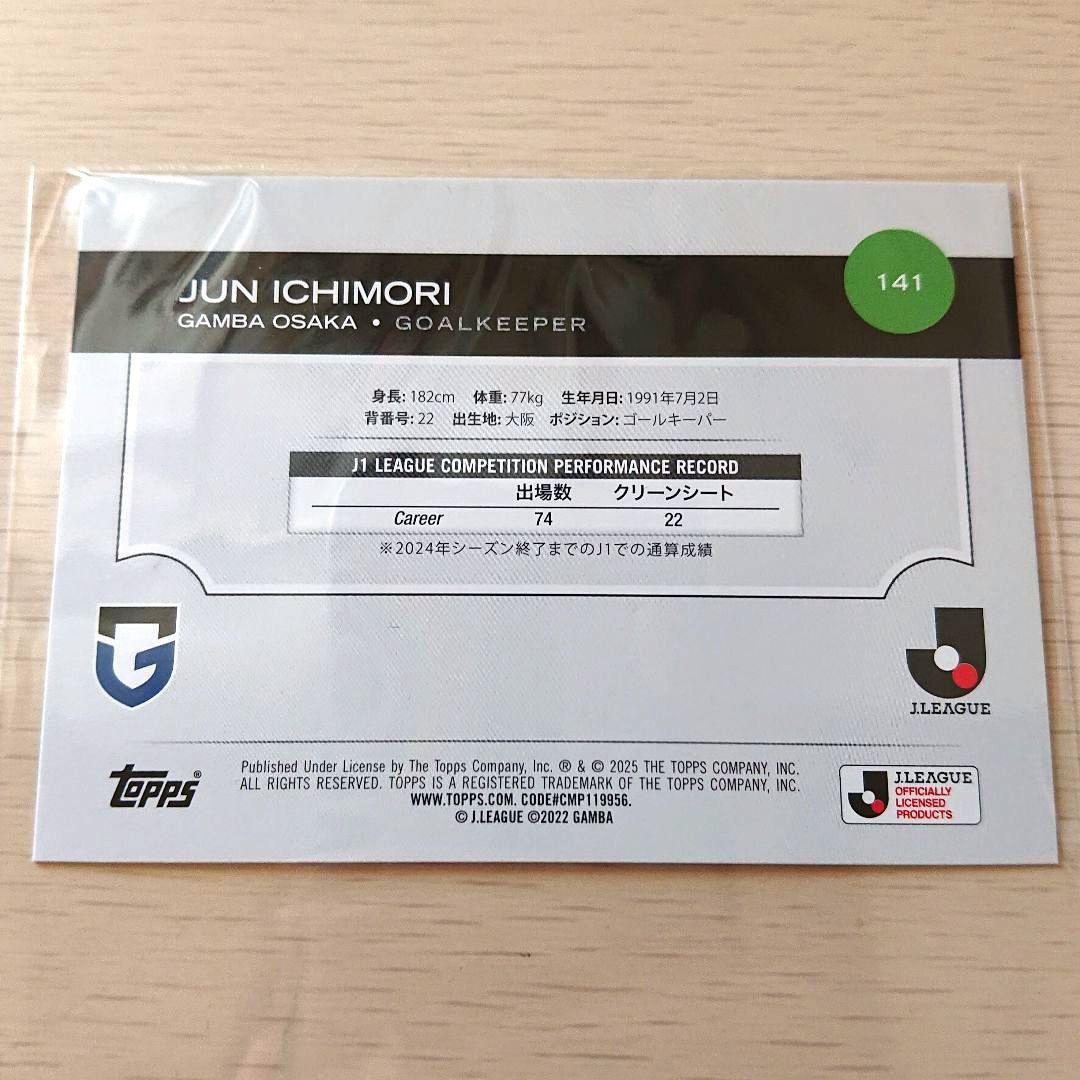 JUN ICHIMORI
141
GAMBA OSAKA • GOALKEEPER
身長: 182cm 体重: 77kg 生年月日: 1991年7月2日
背番号: 22 出生地: 大阪 ポジション: ゴールキーパー
J1 LEAGUE COMPETITION PERFORMANCE RECORD
出場数 クリーンシート
Career 74 22
※2024年シーズン終了までのJ1での通算成績
G
J.LEAGUE
topps®
Published Under License by The Topps Company, Inc. ® & © 2025 THE TOPPS COMPANY, INC.
ALL RIGHTS RESERVED. TOPPS IS A REGISTERED TRADEMARK OF THE TOPPS COMPANY, INC.
WWW.TOPPS.COM. CODE#CMP119956.
© J.LEAGUE ©2022 GAMBA
J.LEAGUE
OFFICIALLY
LICENSED
PRODUCTS